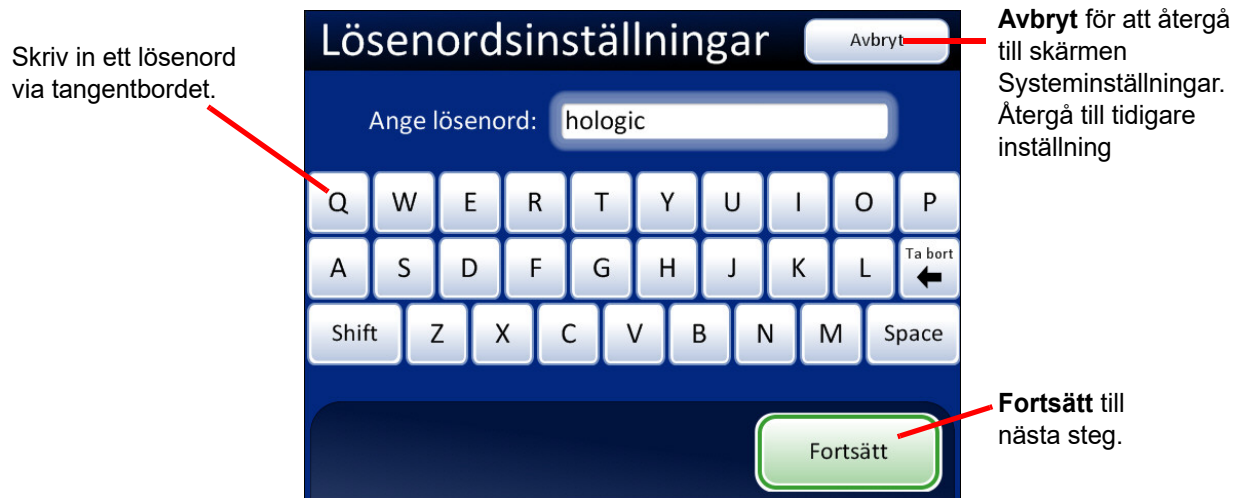 Skriv in ett lösenord
via tangentbordet.
Lösenordsinställningar
Avbryt
Ange lösenord: hologic
Q W E R T Y U I O P
A S D F G H J K L Ta bort
Shift Z X C V B N M Space
Fortsätt
Avbryt för att återgå
till skärmen
Systeminställningar.
Återgå till tidigare
inställning
Fortsätt till
nästa steg.